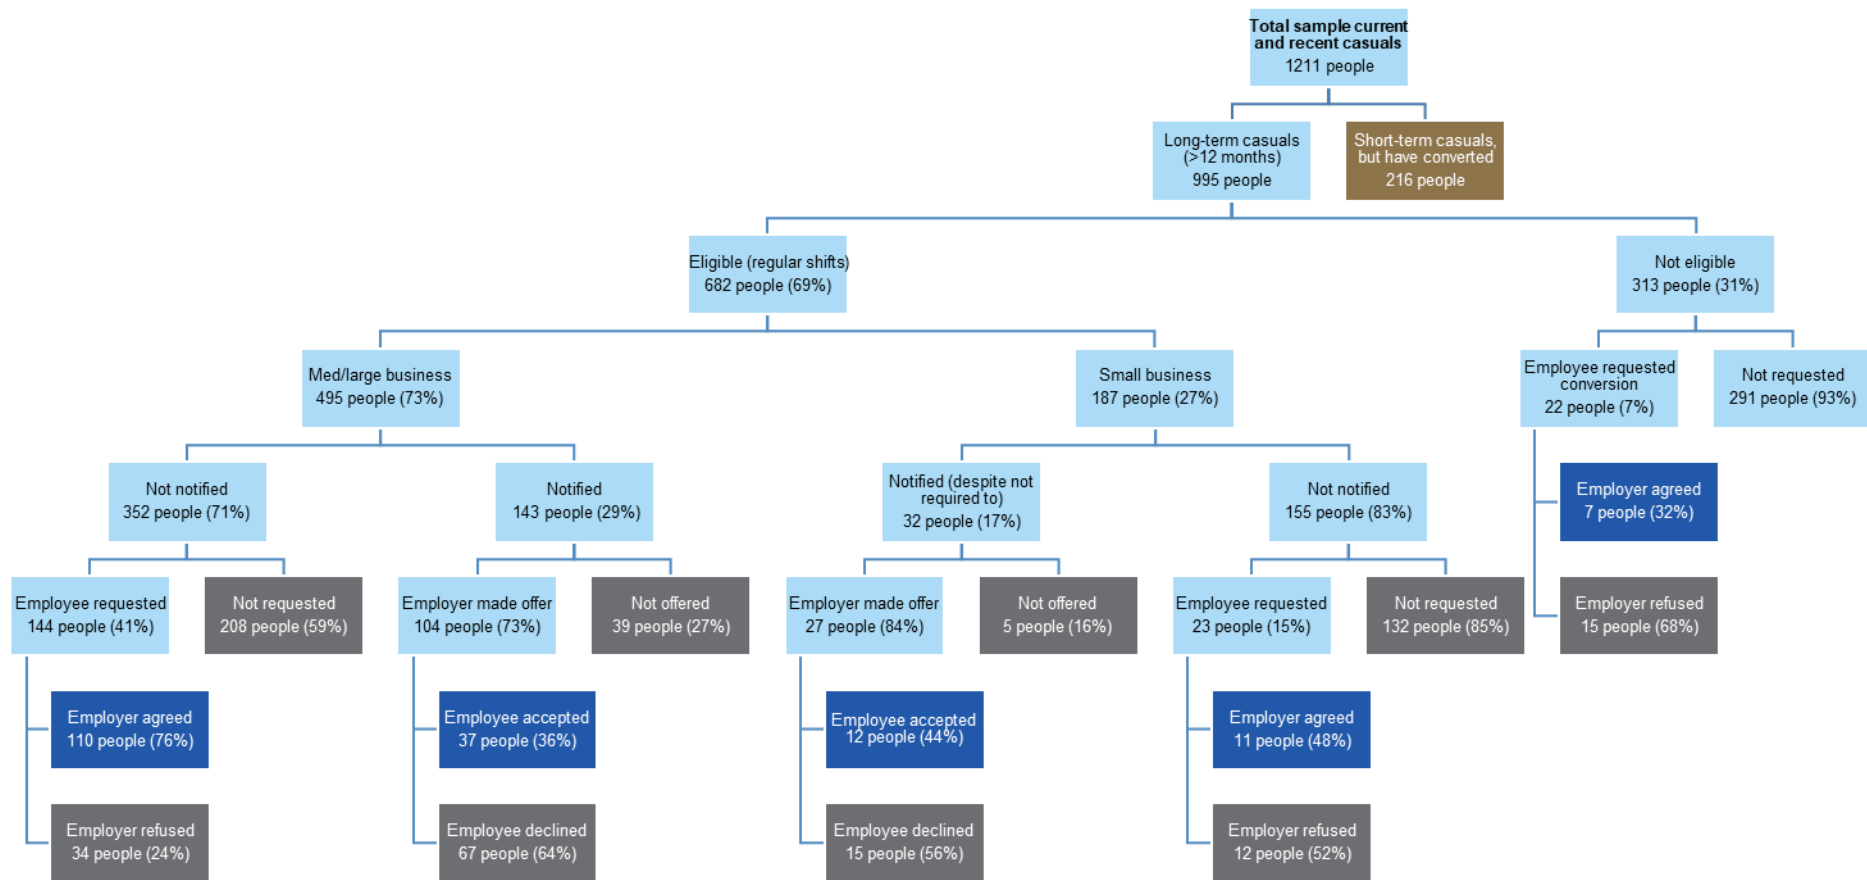 Total sample current
and recent casuals
1211 people
Long-term casuals
(>12 months)
995 people
Short-term casuals,
but have converted
216 people
Eligible (regular shifts)
682 people (69%)
Not eligible
313 people (31%)
Med/large business
495 people (73%)
Small business
187 people (27%)
Employee requested
conversion
22 people (7%)
Not requested
291 people (93%)
Not notified
352 people (71%)
Notified
143 people (29%)
Notified (despite not
required to)
32 people (17%)
Not notified
155 people (83%)
Employer agreed
7 people (32%)
Employee requested
144 people (41%)
Not requested
208 people (59%)
Employer made offer
104 people (73%)
Not offered
39 people (27%)
Employer made offer
27 people (84%)
Not offered
5 people (16%)
Employee requested
23 people (15%)
Not requested
132 people (85%)
Employer refused
15 people (68%)
Employer agreed
110 people (76%)
Employee accepted
37 people (36%)
Employee accepted
12 people (44%)
Employer agreed
11 people (48%)
Employer refused
34 people (24%)
Employee declined
67 people (64%)
Employee declined
15 people (56%)
Employer refused
12 people (52%)